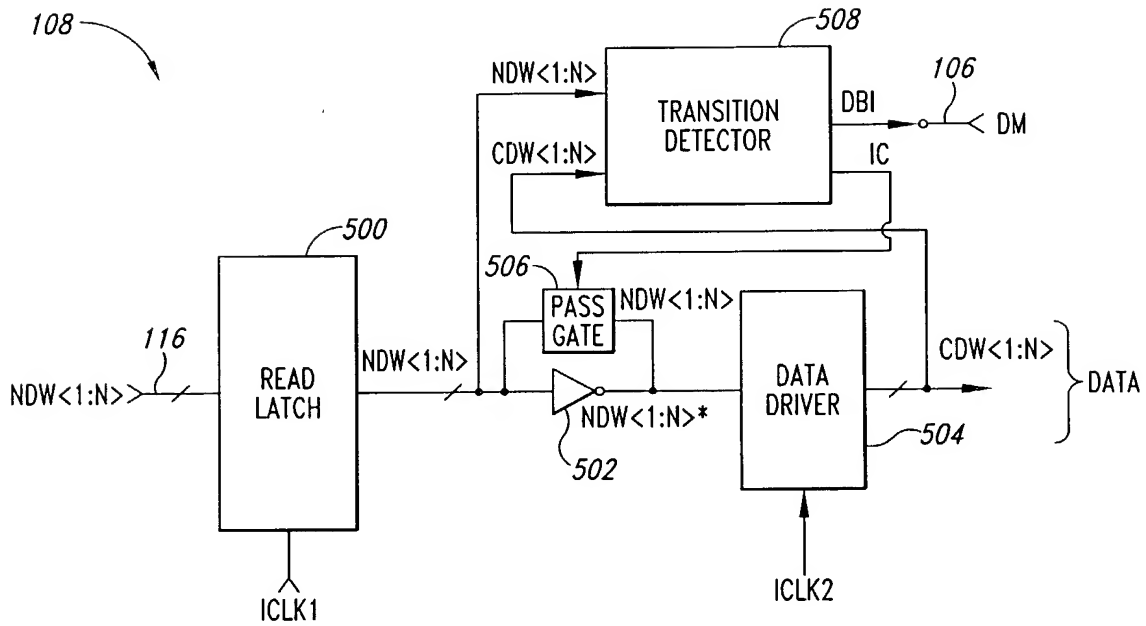 108
508
NDW<1:N>
TRANSITION
DETECTOR
DBI
106
DM
CDW<1:N>
IC
500
506
PASS
GATE
NDW<1:N>
116
NDW<1:N>
READ
LATCH
NDW<1:N>
NDW<1:N>*
502
DATA
DRIVER
CDW<1:N>
DATA
504
ICLK1
ICLK2